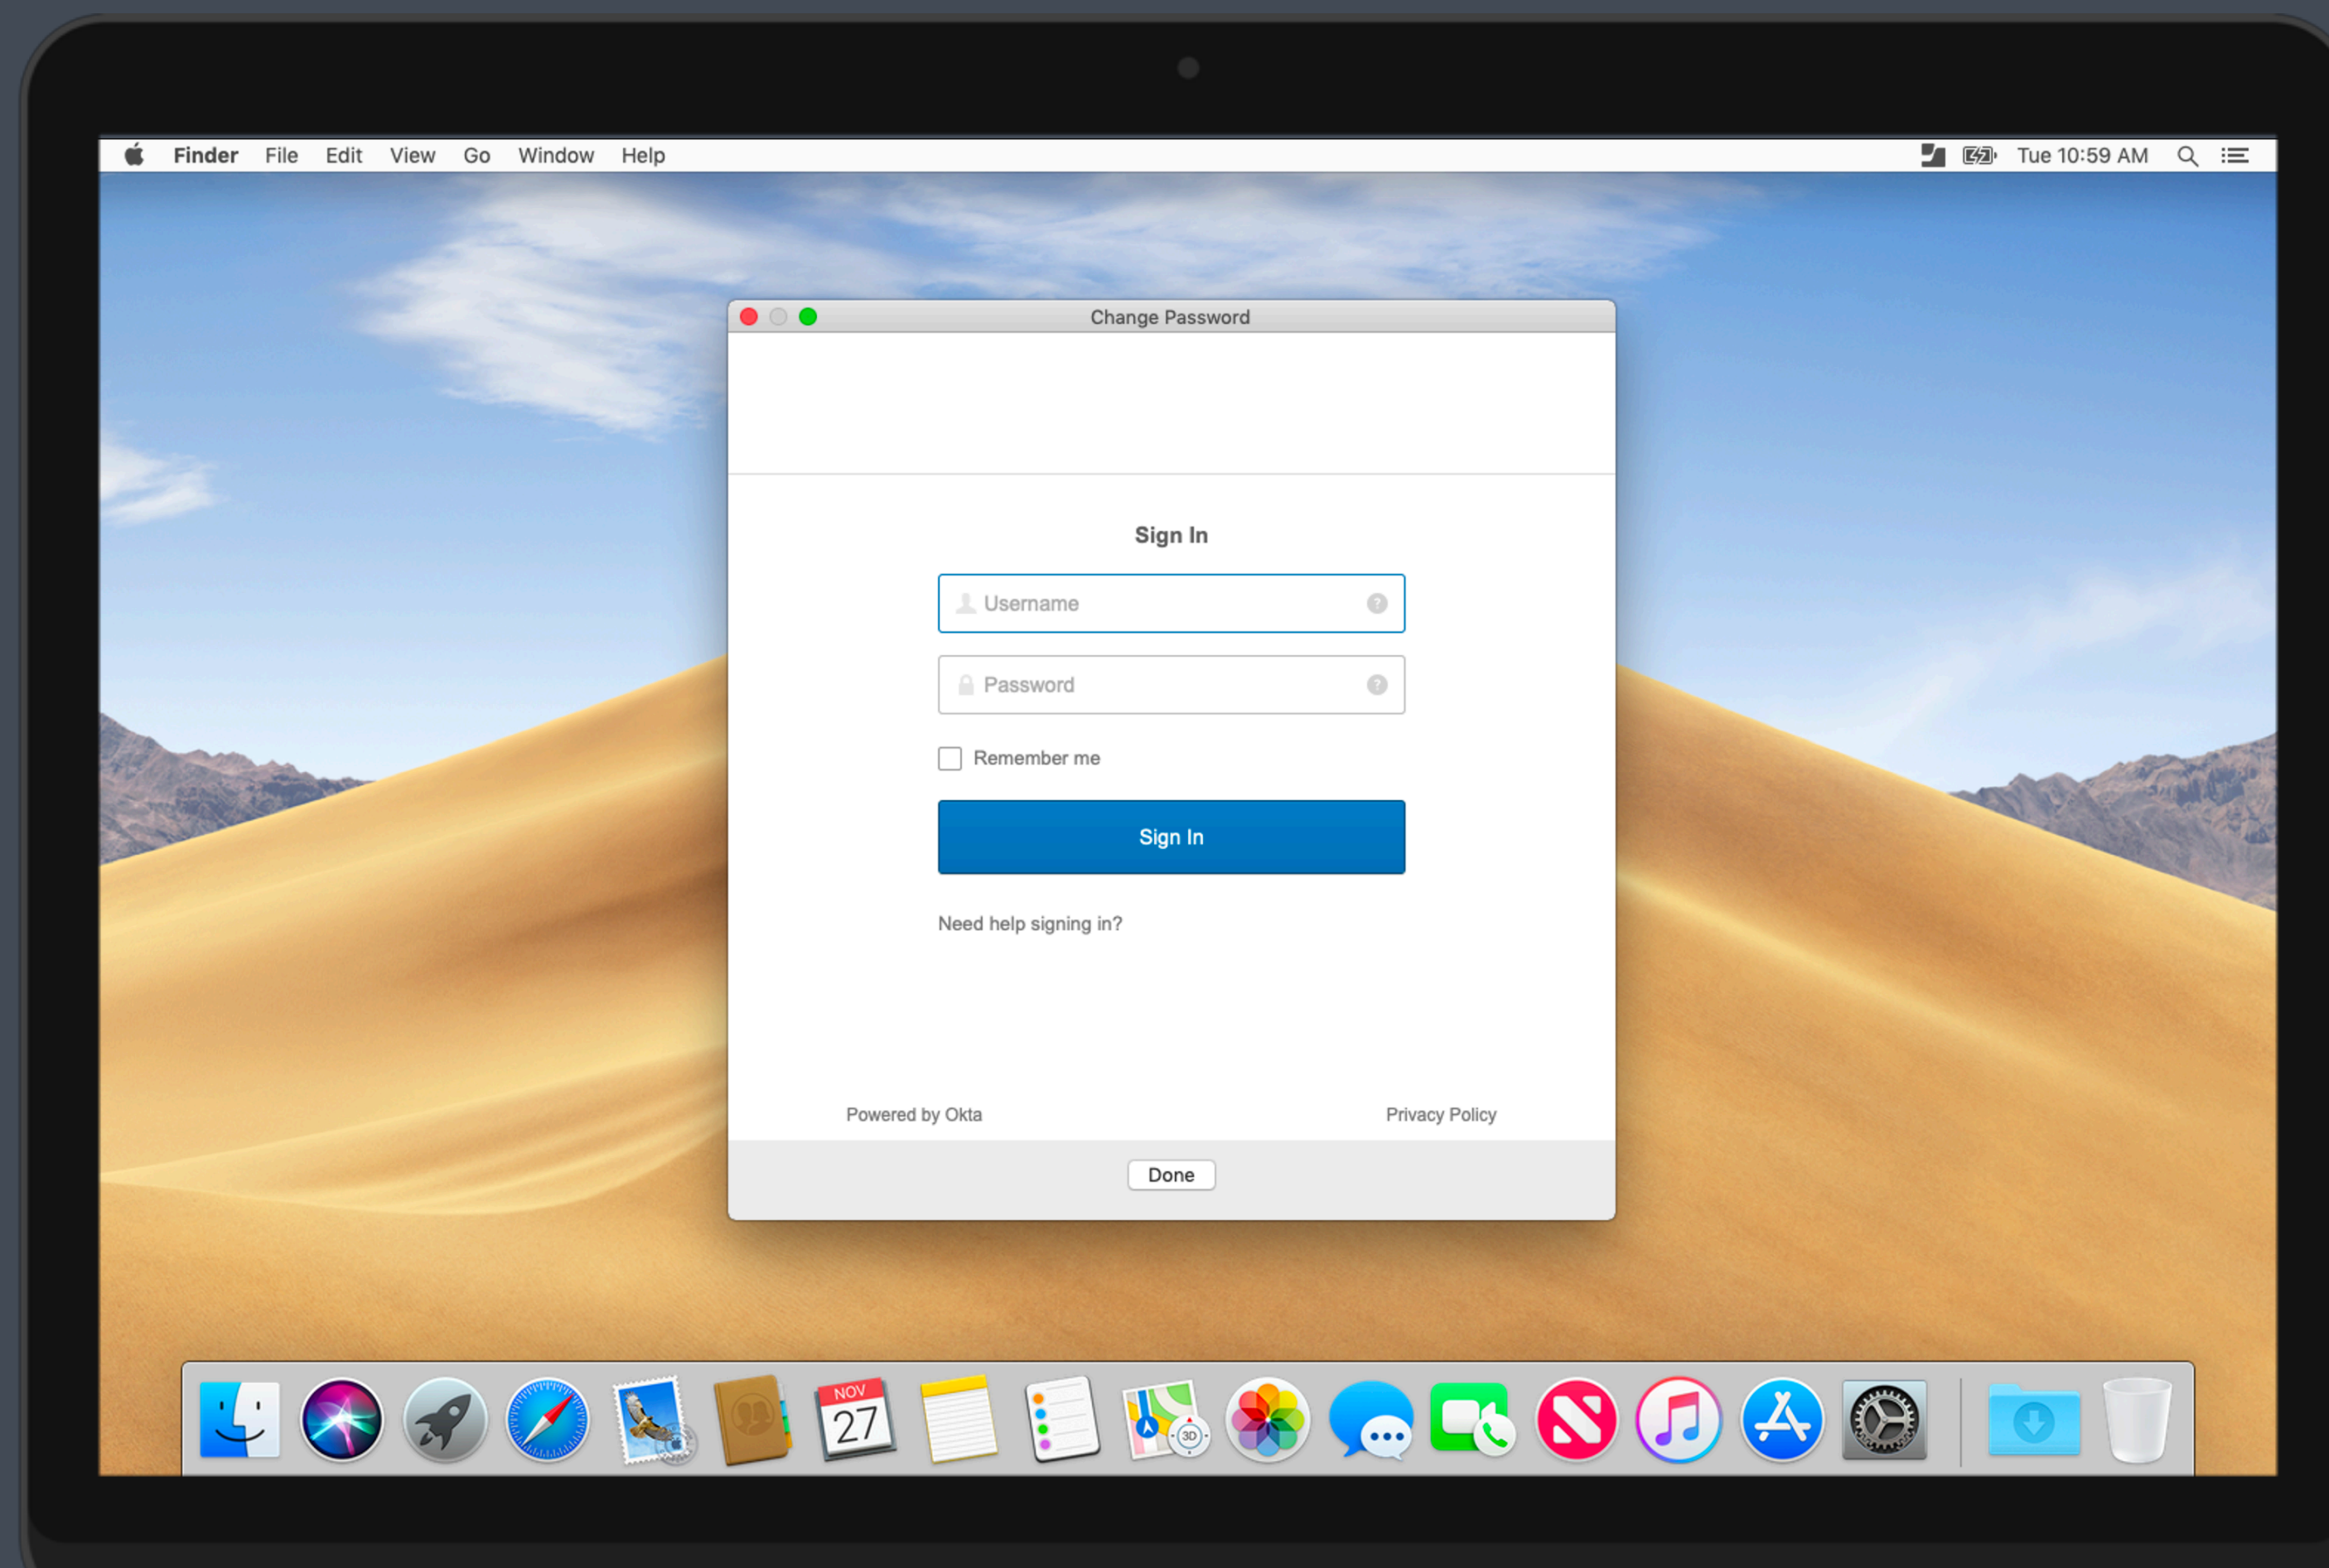 Finder File Edit View Go Window Help Tue 10:59 AM
Change Password
Sign In
Username ?
Password ?
Remember me
Sign In
Need help signing in?
Powered by Okta Privacy Policy
Done
NOV
27
3D